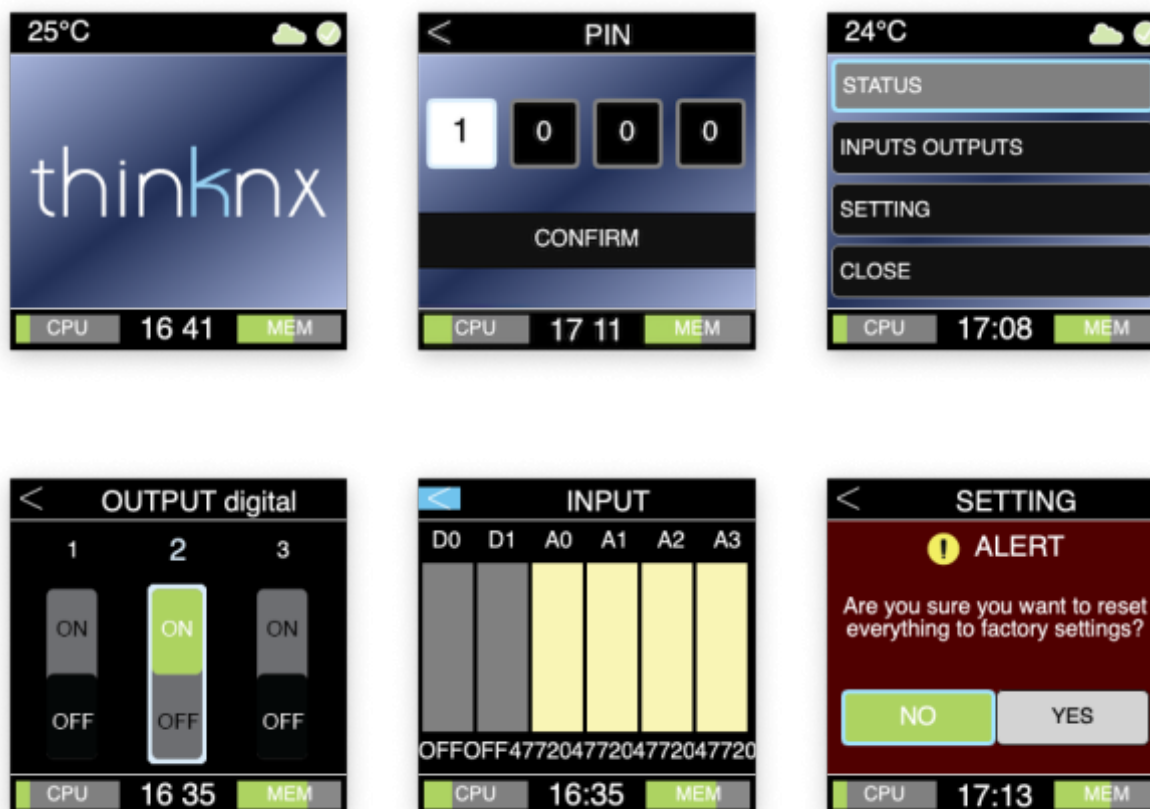 25°C
thinknx
CPU 16 41 MEM
< PIN
1 0 0 0
CONFIRM
CPU 17 11 MEM
24°C
STATUS
INPUTS OUTPUTS
SETTING
CLOSE
CPU 17:08 MEM
< OUTPUT digital
1 2 3
ON ON ON
OFF OFF OFF
CPU 16 35 MEM
< INPUT
D0 D1 A0 A1 A2 A3
OFFOFF47720477204772047720
CPU 16:35 MEM
< SETTING
! ALERT
Are you sure you want to reset
everything to factory settings?
NO YES
CPU 17:13 MEM